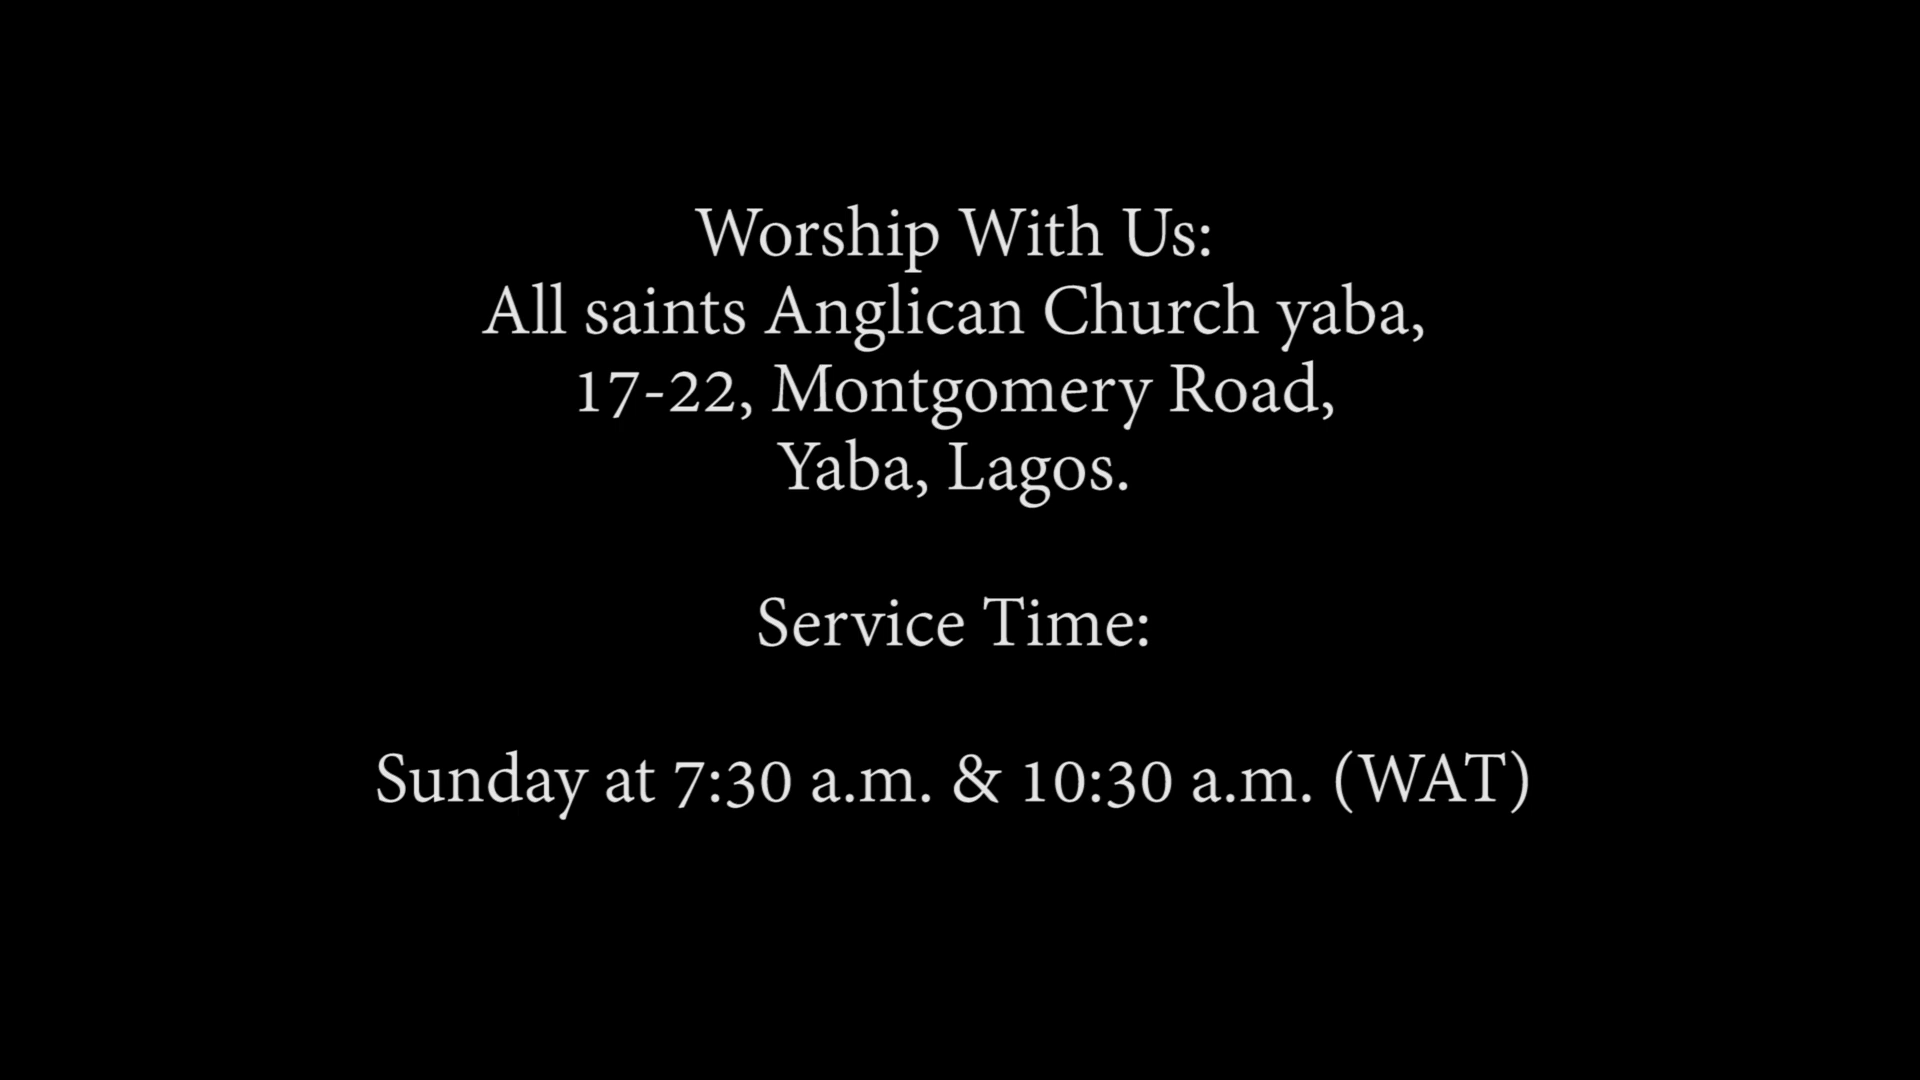 Worship With Us:
All saints Anglican Church yaba,
17-22, Montgomery Road,
Yaba, Lagos.
Service Time:
Sunday at 7:30 a.m. & 10:30 a.m. (WAT)